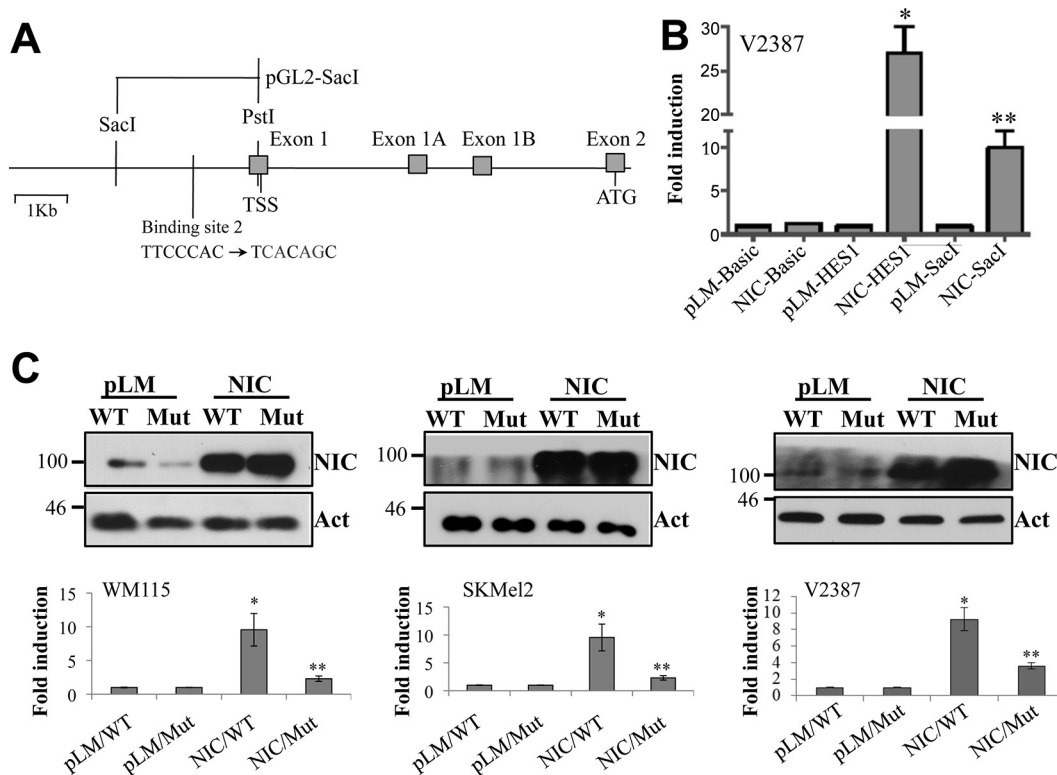 A
pGL2-SacI
SacI
PstI
Exon 1
Exon 1A
Exon 1B
Exon 2
1Kb
TSS
ATG
Binding site 2
TTCCCAC → TCACAGC
B
V2387
Fold induction
30
25
20
10
5
0
*
**
pLM-Basic
NIC-Basic
pLM-HES1
NIC-HES1
pLM-SacI
NIC-SacI
C
pLM NIC
WT Mut WT Mut
100 NIC
46 Act
pLM NIC
WT Mut WT Mut
100 NIC
46 Act
pLM NIC
WT Mut WT Mut
100 NIC
46 Act
WM115
Fold induction
15
10
5
0
*
**
pLM/WT
pLM/Mut
NIC/WT
NIC/Mut
SKMel2
Fold induction
15
10
5
0
*
**
pLM/WT
pLM/Mut
NIC/WT
NIC/Mut
V2387
Fold induction
12
10
8
6
4
2
0
*
**
pLM/WT
pLM/Mut
NIC/WT
NIC/Mut